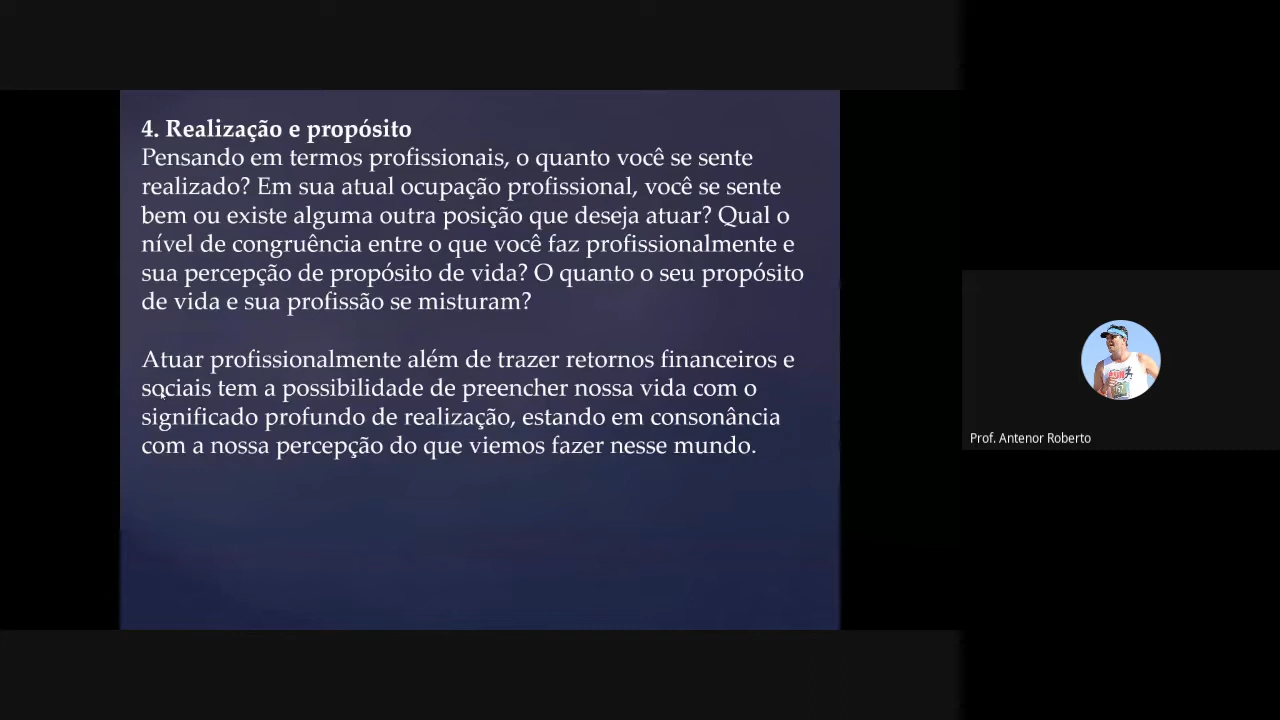 4. Realização e propósito
Pensando em termos profissionais, o quanto você se sente
realizado? Em sua atual ocupação profissional, você se sente
bem ou existe alguma outra posição que deseja atuar? Qual o
nível de congruência entre o que você faz profissionalmente e
sua percepção de propósito de vida? O quanto o seu propósito
de vida e sua profissão se misturam?
Atuar profissionalmente além de trazer retornos financeiros e
sociais tem a possibilidade de preencher nossa vida com o
significado profundo de realização, estando em consonância
com a nossa percepção do que viemos fazer nesse mundo.
Prof. Antenor Roberto